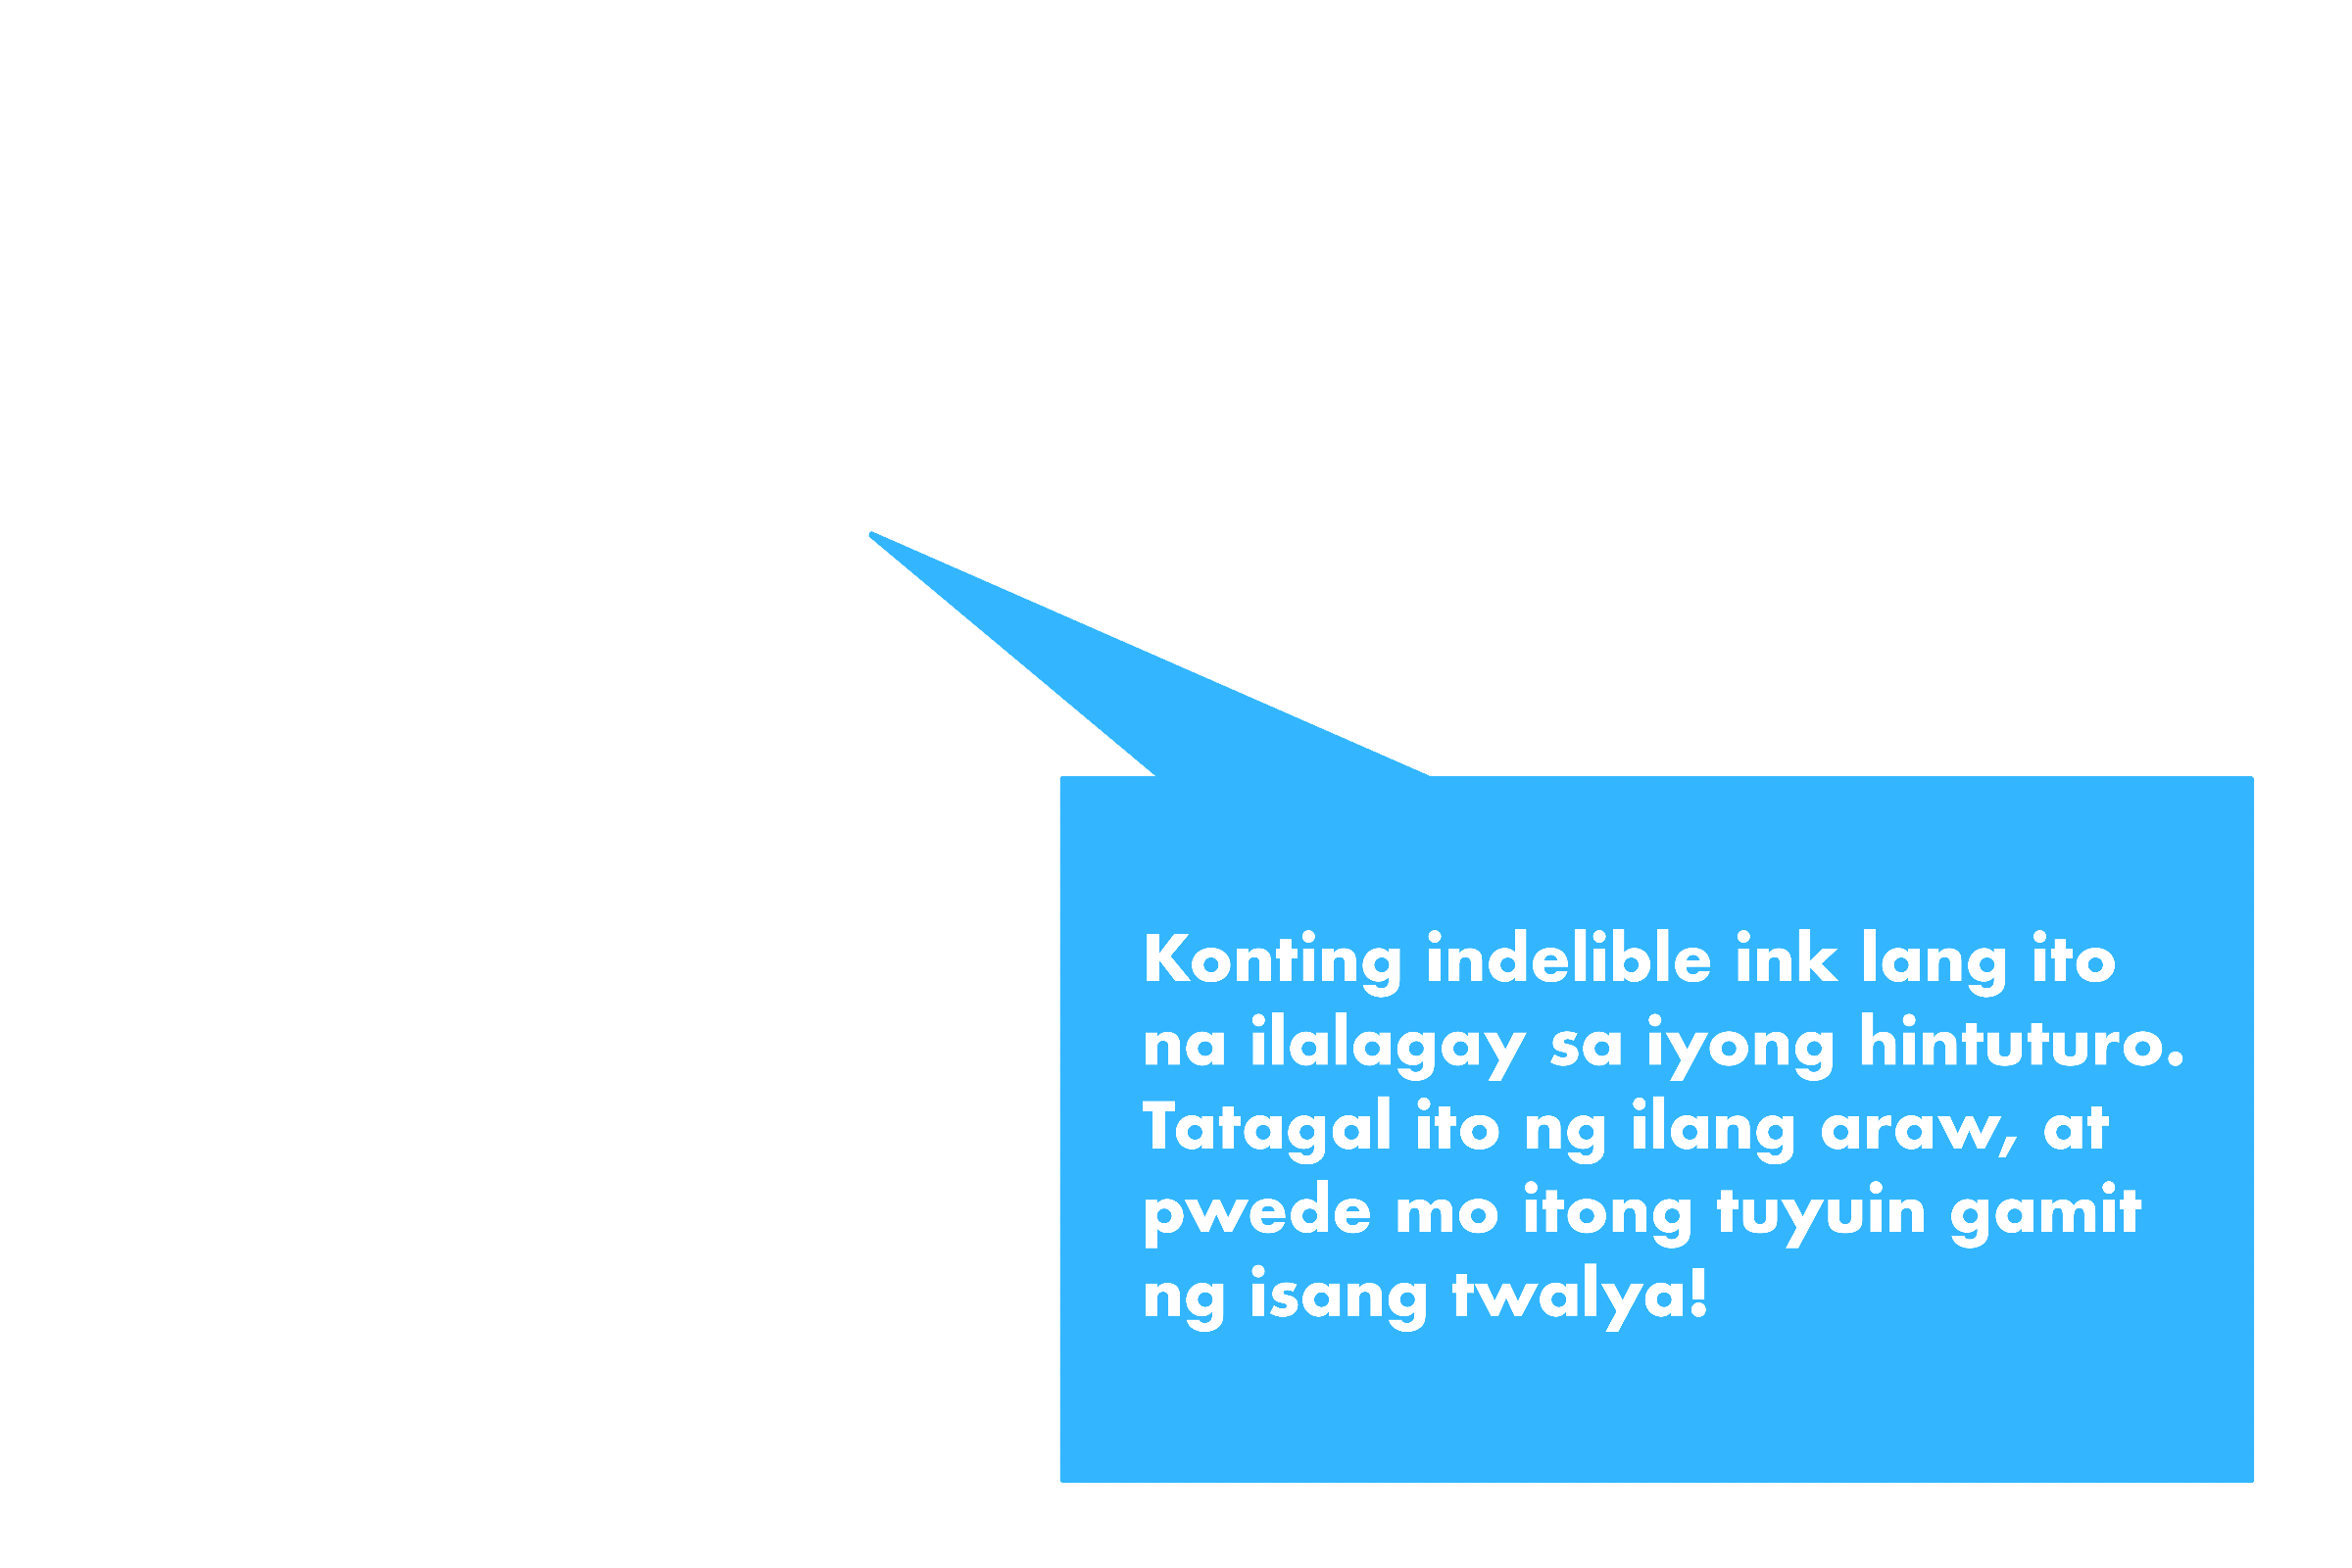 Konting indelible ink lang ito
na ilalagay sa iyong hintuturo.
Tatagal ito ng ilang araw, at
pwede mo itong tuyuin gamit
ng isang twalya!